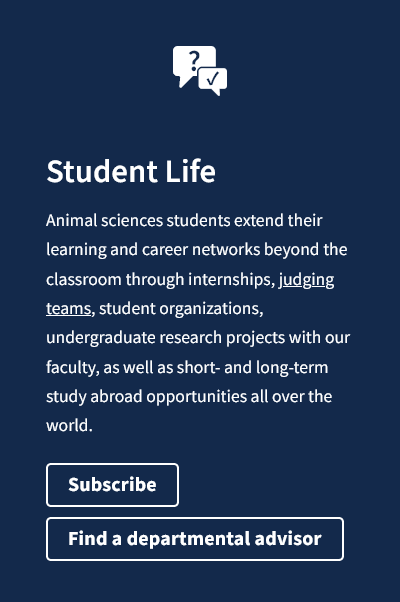 ?
✓
Student Life
Animal sciences students extend their
learning and career networks beyond the
classroom through internships, judging
teams, student organizations,
undergraduate research projects with our
faculty, as well as short- and long-term
study abroad opportunities all over the
world.
Subscribe
Find a departmental advisor